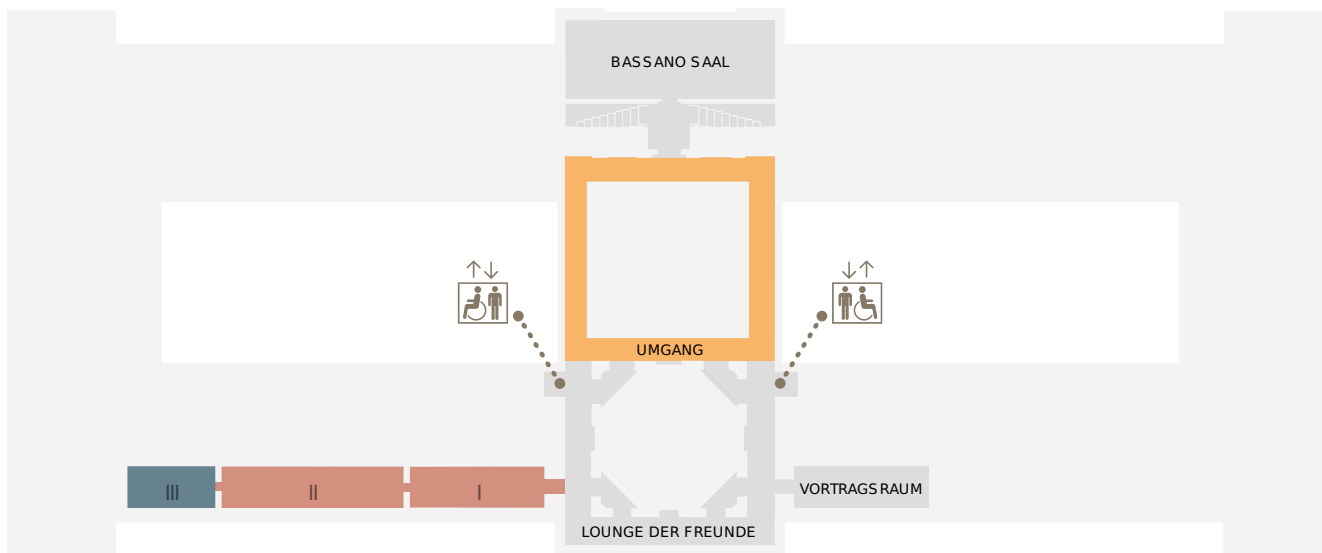 BASSANO SAAL
UMGANG
III
II
I
VORTRAGSRAUM
LOUNGE DER FREUNDE